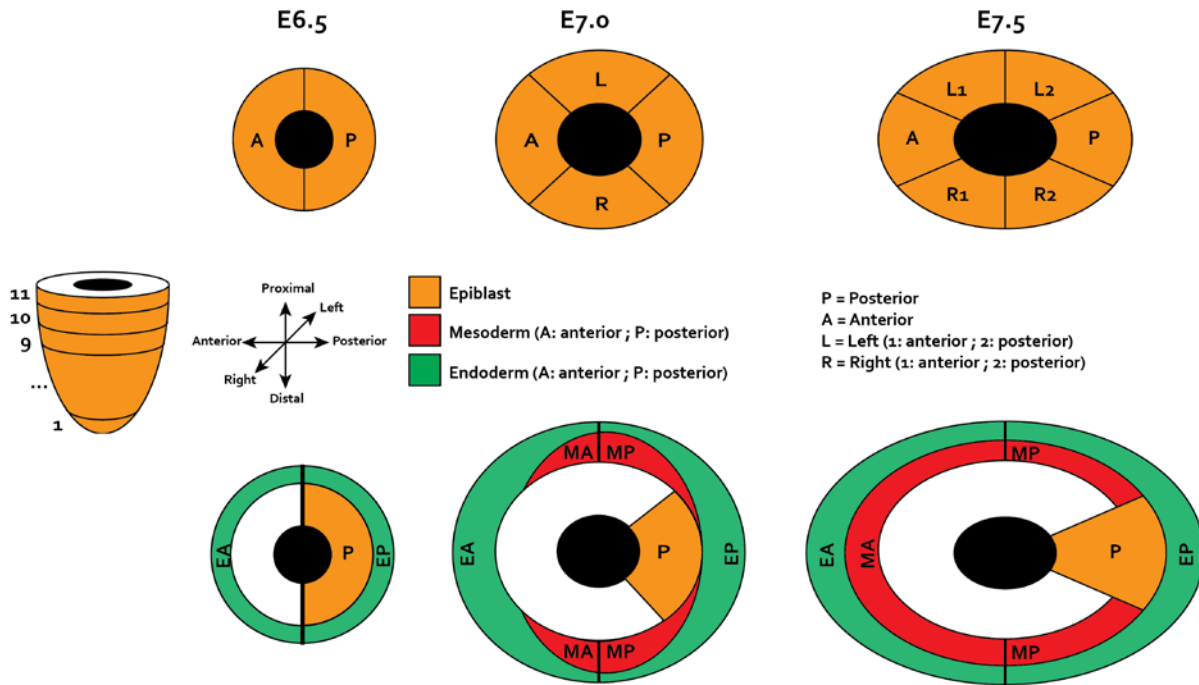 E6.5
E7.0
E7.5
A P
L
A P
R
L1 L2
A P
R1 R2
11
10
9
...
1
Proximal
Left
Anterior Posterior
Right
Distal
Epiblast
Mesoderm (A: anterior ; P: posterior)
Endoderm (A: anterior ; P: posterior)
P = Posterior
A = Anterior
L = Left (1: anterior ; 2: posterior)
R = Right (1: anterior ; 2: posterior)
EA P EP
MA MP
EA P EP
MA MP
MP
EA MA P EP
MP